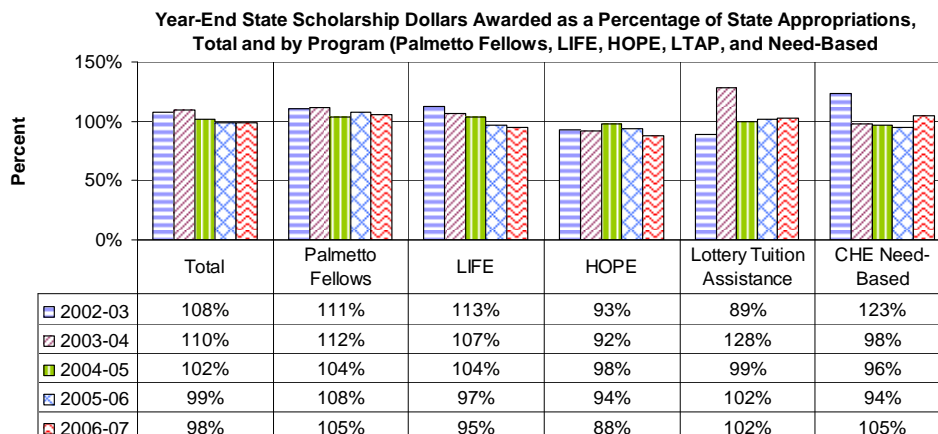 Year-End State Scholarship Dollars Awarded as a Percentage of State Appropriations,
Total and by Program (Palmetto Fellows, LIFE, HOPE, LTAP, and Need-Based
150%
100%
50%
0%
Percent
Total
Palmetto
Fellows
LIFE
HOPE
Lottery Tuition
Assistance
CHE Need-
Based
2002-03 108% 111% 113% 93% 89% 123%
2003-04 110% 112% 107% 92% 128% 98%
2004-05 102% 104% 104% 98% 99% 96%
2005-06 99% 108% 97% 94% 102% 94%
2006-07 98% 105% 95% 88% 102% 105%